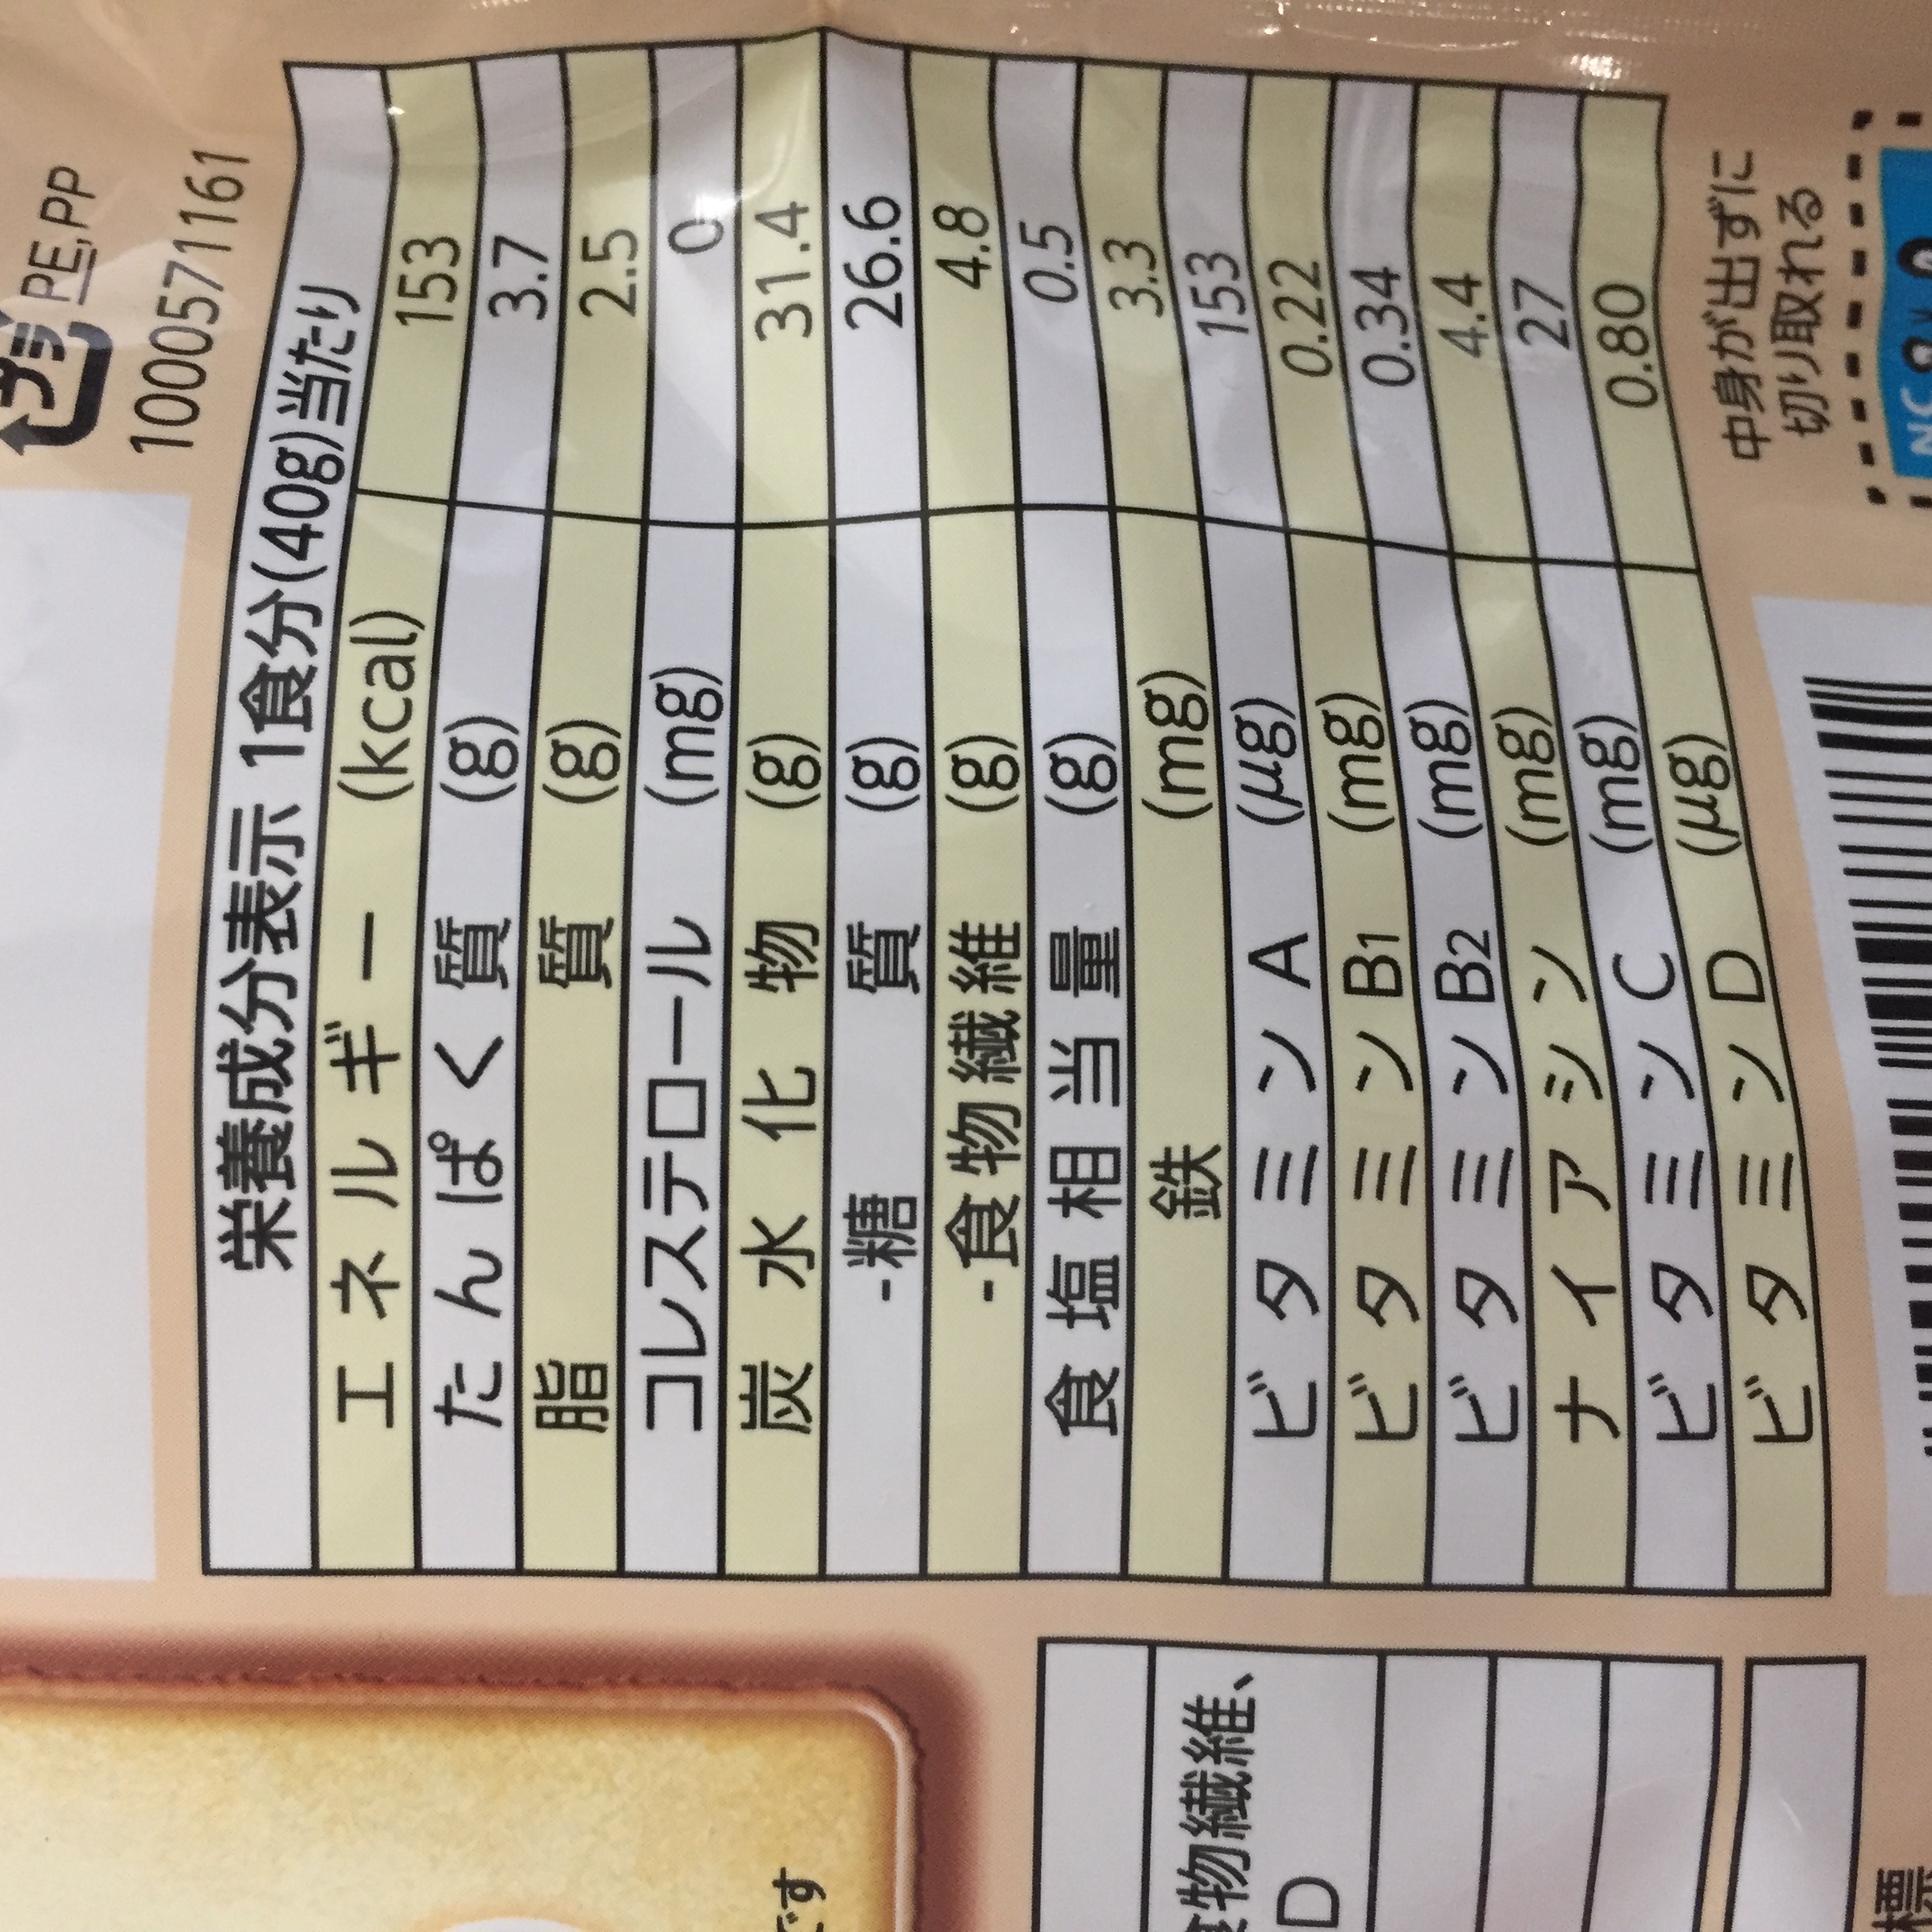 プラ PE,PP
1000571161
栄養成分表示 1食分(40g)当たり
エネルギー (kcal) 153
たんぱく質 (g) 3.7
脂質 (g) 2.5
コレステロール (mg) 0
炭水化物 (g) 31.4
-糖質 (g) 26.6
-食物繊維 (g) 4.8
食塩相当量 (g) 0.5
鉄 (mg) 3.3
ビタミンA (μg) 153
ビタミンB1 (mg) 0.22
ビタミンB2 (mg) 0.34
ナイアシン (mg) 4.4
ビタミンC (mg) 27
ビタミンD (μg) 0.80
中身が出ずに
切り取れる
です
食物繊維、
D